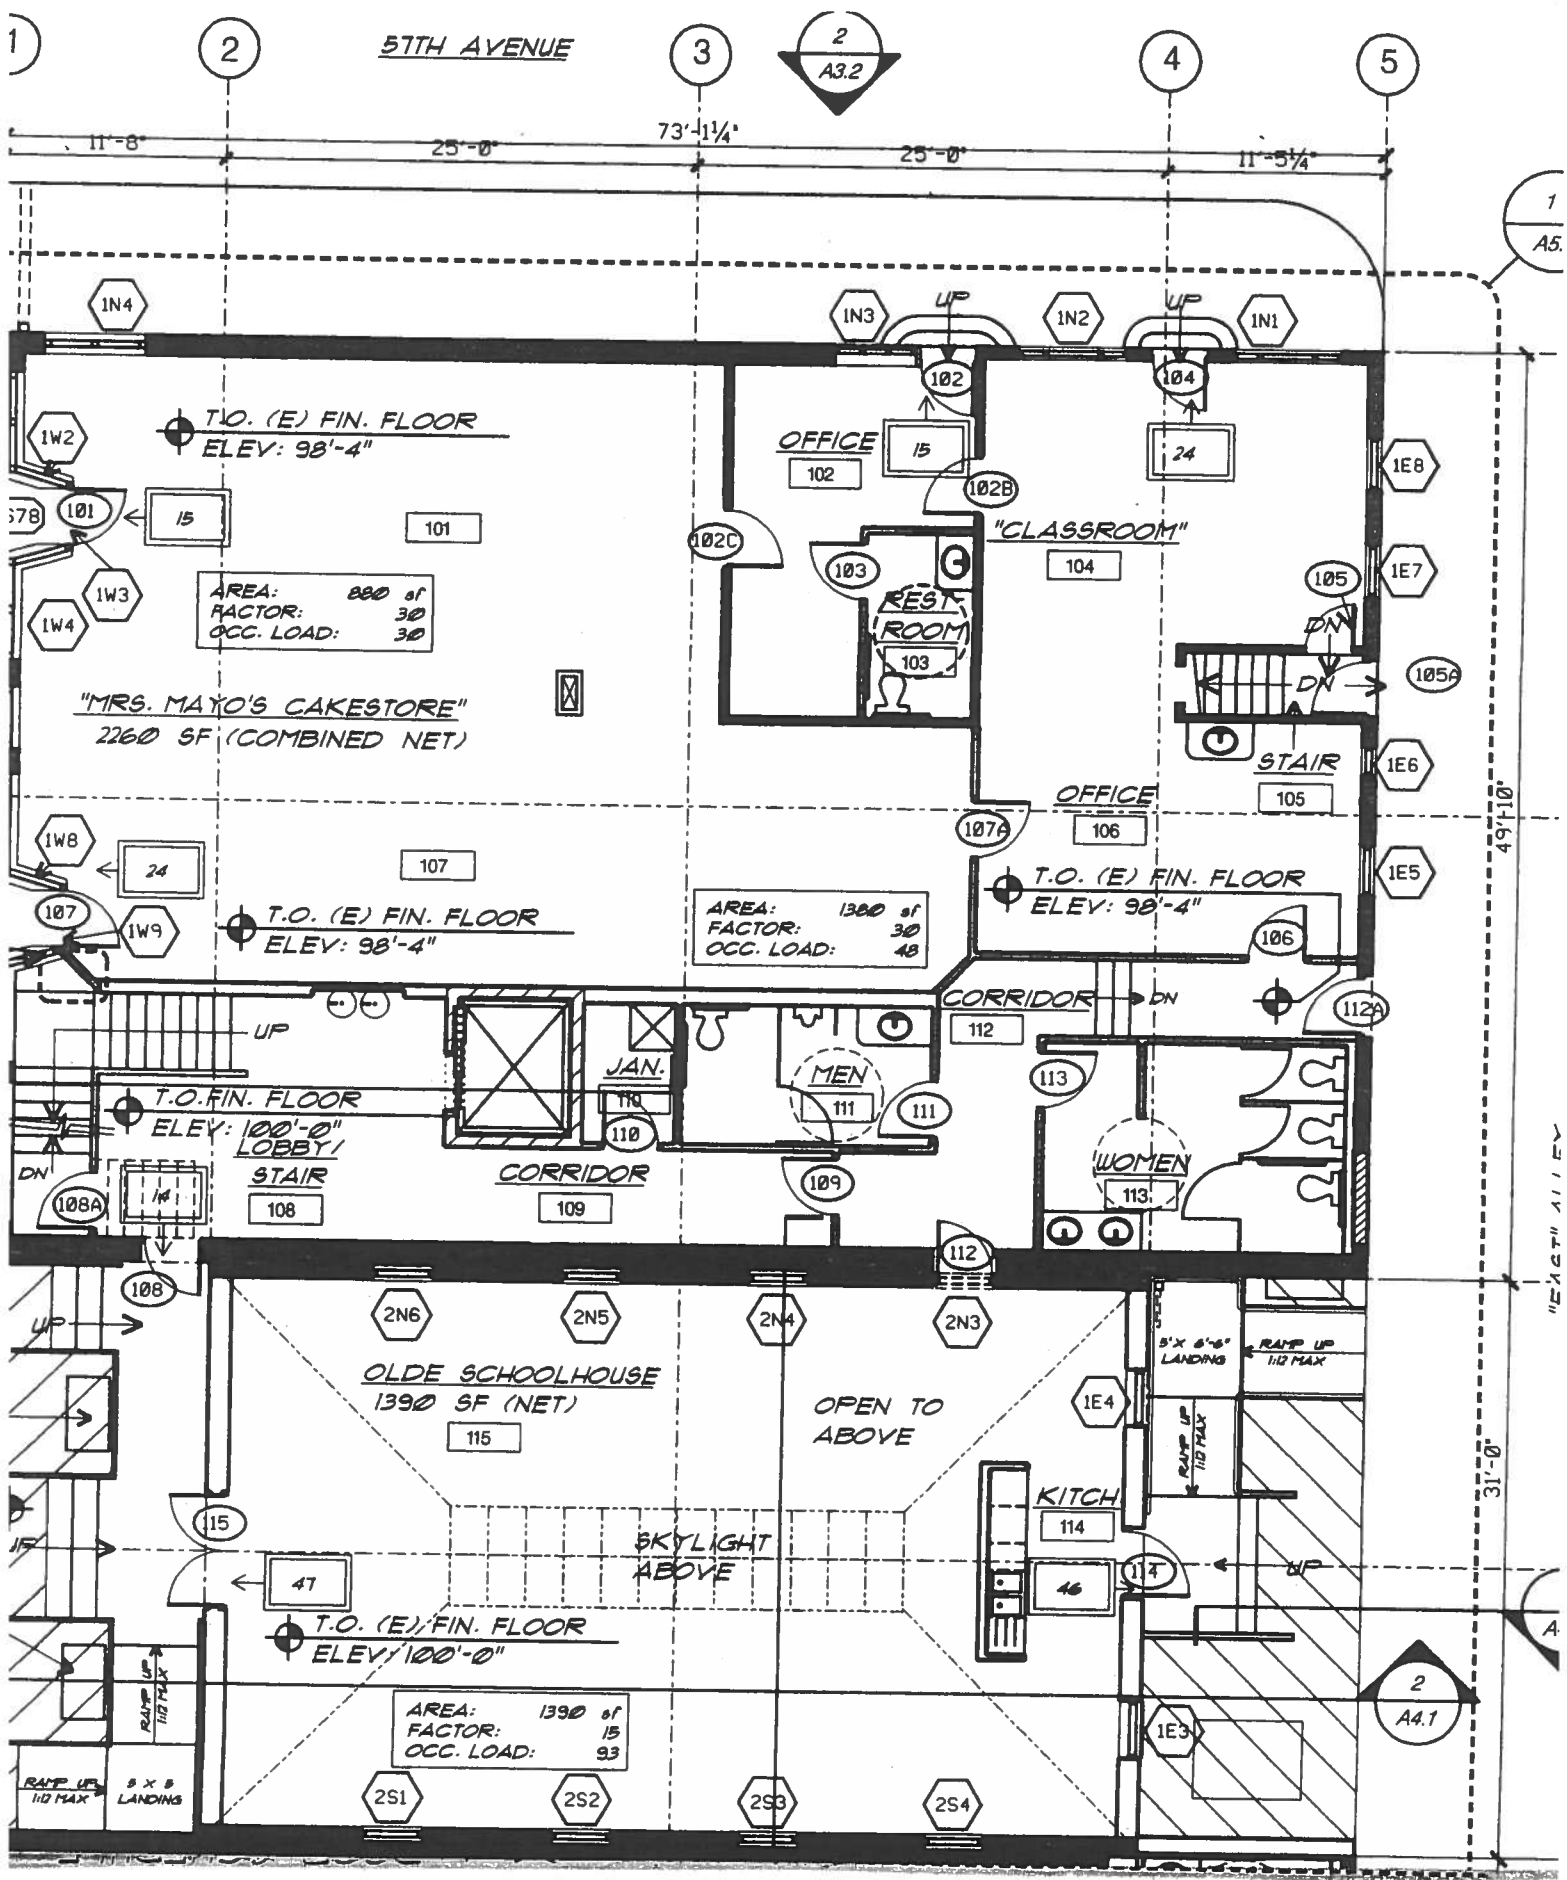 1
2
57TH AVENUE
3
2
A3.2
4
5
11'-8"
25'-0"
73'-1¼"
25'-0"
11'-5¼"
1
A5.
1N4
1N3
UP
1N2
UP
1N1
102
104
T.O. (E) FIN. FLOOR
ELEV: 98'-4"
1W2
OFFICE
102
15
24
1E8
102B
578
101
15
101
102C
"CLASSROOM"
104
103
105
1E7
1W3
1W4
AREA: 880 sf
FACTOR: 30
OCC. LOAD: 30
REST
ROOM
103
DN
DN
105A
"MRS. MAYO'S CAKESTORE"
2260 SF (COMBINED NET)
STAIR
105
1E6
OFFICE
106
49'-10"
1W8
24
107
107A
1E5
T.O. (E) FIN. FLOOR
ELEV: 98'-4"
107
1W9
T.O. (E) FIN. FLOOR
ELEV: 98'-4"
AREA: 1380 sf
FACTOR: 30
OCC. LOAD: 48
106
CORRIDOR
112
DN
112A
UP
JAN.
110
MEN
111
111
113
T.O. FIN. FLOOR
ELEV: 100'-0"
110
LOBBY/
STAIR
108
DN
14
108A
CORRIDOR
109
109
WOMEN
113
"EAST" ALLEY
112
108
UP
2N6
2N5
2N4
2N3
5' X 6'-6"
LANDING
RAMP UP
1:12 MAX
OLDE SCHOOLHOUSE
1390 SF (NET)
115
OPEN TO
ABOVE
1E4
RAMP UP
1:12 MAX
31'-0"
KITCH
114
115
UP
SKYLIGHT
ABOVE
47
46
114
UP
T.O. (E) FIN. FLOOR
ELEV: 100'-0"
A
RAMP UP
1:12 MAX
AREA: 1390 sf
FACTOR: 15
OCC. LOAD: 93
1E3
2
A4.1
RAMP UP
1:12 MAX
5 X 5
LANDING
2S1
2S2
2S3
2S4